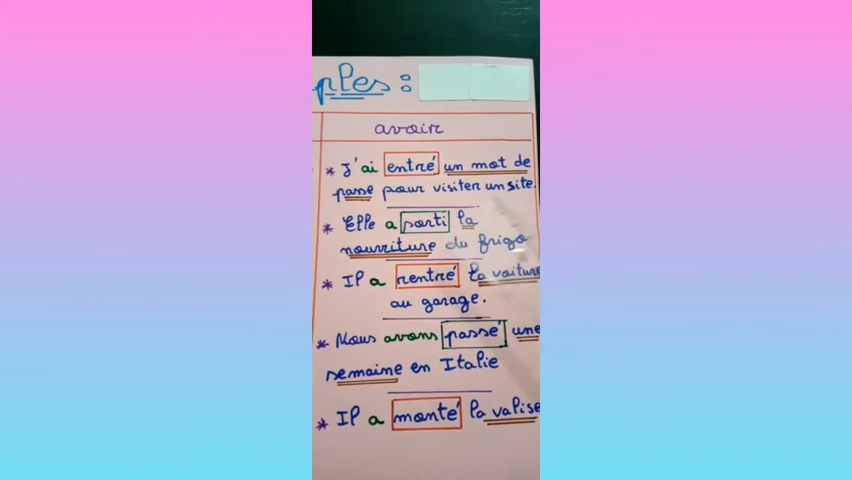 ples :
avoir
* J'ai entré un mot de
passe pour visiter un site.
* Elle a sorti la
nourriture du frigo
* Il a rentré la voiture
au garage.
* Nous avons passé une
semaine en Italie
* Il a monté la valise